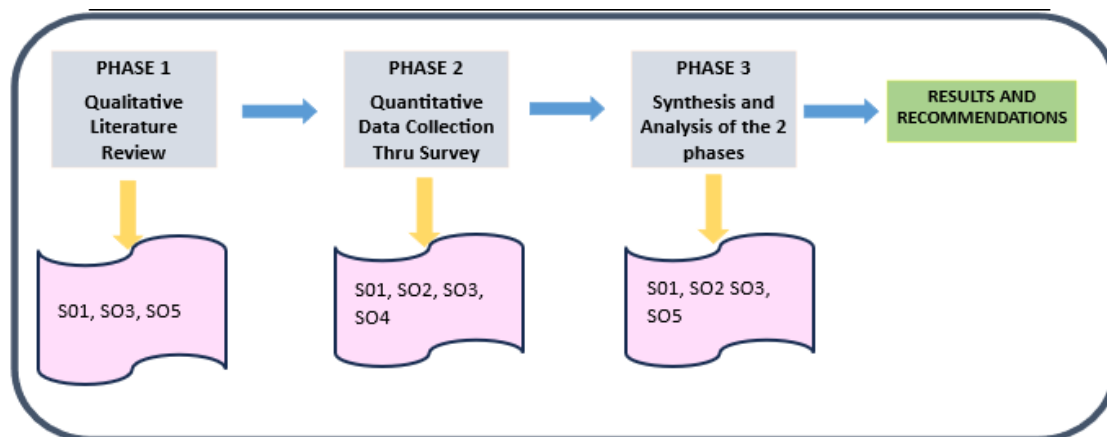 PHASE 1
Qualitative
Literature
Review
PHASE 2
Quantitative
Data Collection
Thru Survey
PHASE 3
Synthesis and
Analysis of the 2
phases
RESULTS AND
RECOMMENDATIONS
S01, SO3, SO5
S01, SO2, SO3,
SO4
S01, SO2 SO3,
SO5